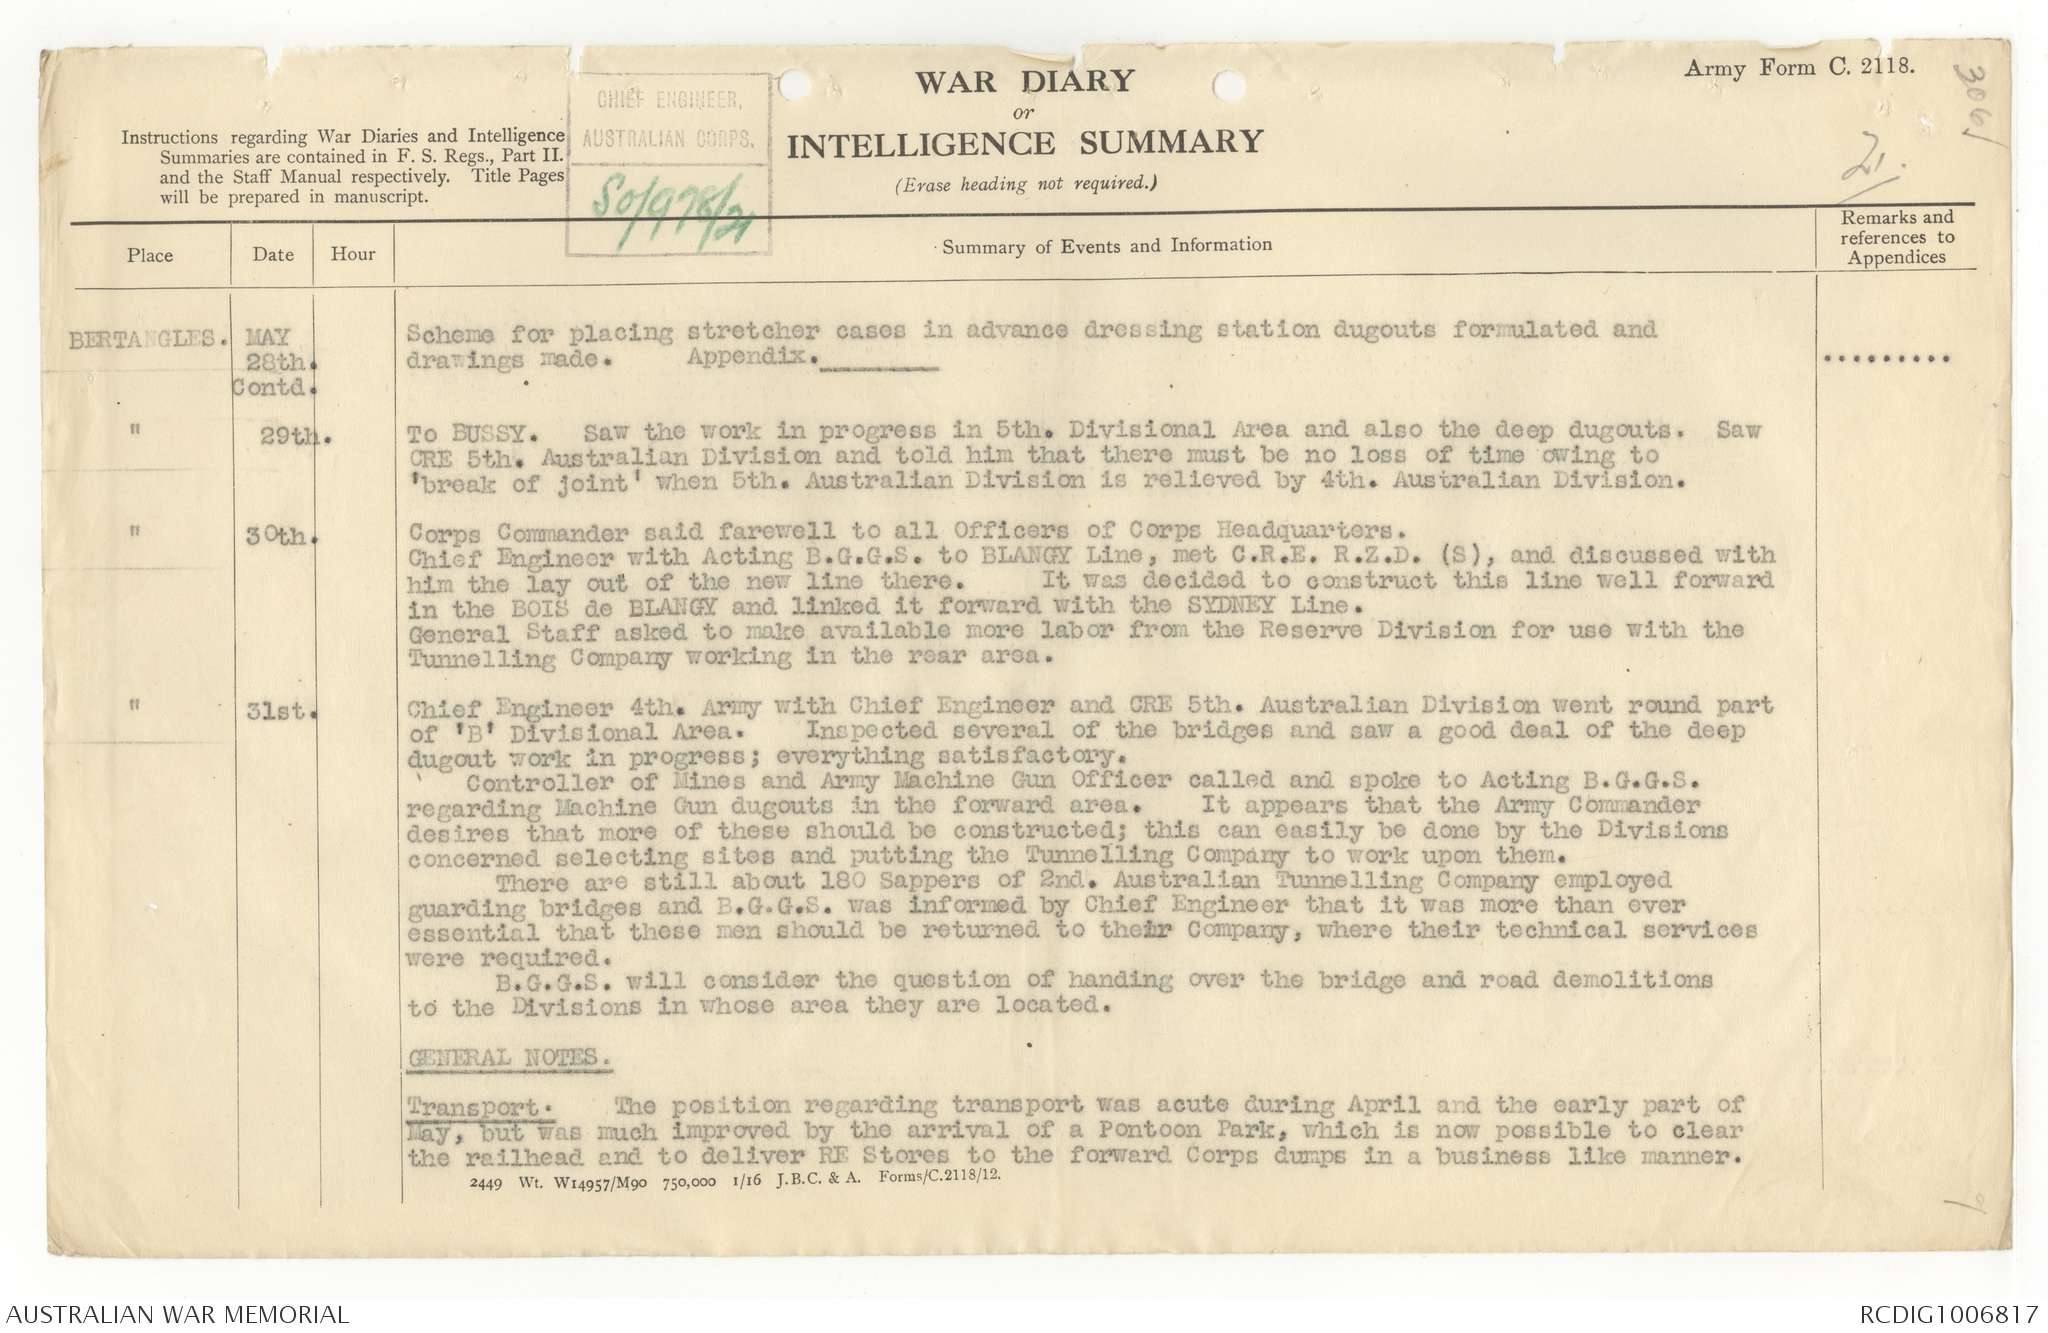 Army Form C. 2118.
3061
21.
CHIEF ENGINEER,
AUSTRALIAN CORPS.
So/978/21
WAR DIARY
or
INTELLIGENCE SUMMARY
(Erase heading not required.)
Instructions regarding War Diaries and Intelligence
Summaries are contained in F. S. Regs., Part II.
and the Staff Manual respectively. Title Pages
will be prepared in manuscript.
Place
Date
Hour
Summary of Events and Information
Remarks and
references to
Appendices
BERTANGLES. MAY
28th.
Contd.
Scheme for placing stretcher cases in advance dressing station dugouts formulated and
drawings made. Appendix.________ .........
" 29th.
To BUSSY. Saw the work in progress in 5th. Divisional Area and also the deep dugouts. Saw
CRE 5th. Australian Division and told him that there must be no loss of time owing to
'break of joint' when 5th. Australian Division is relieved by 4th. Australian Division.
" 30th.
Corps Commander said farewell to all Officers of Corps Headquarters.
Chief Engineer with Acting B.G.G.S. to BLANGY Line, met C.R.E. R.Z.D. (S), and discussed with
him the lay out of the new line there. It was decided to construct this line well forward
in the BOIS de BLANGY and linked it forward with the SYDNEY Line.
General Staff asked to make available more labor from the Reserve Division for use with the
Tunnelling Company working in the rear area.
" 31st.
Chief Engineer 4th. Army with Chief Engineer and CRE 5th. Australian Division went round part
of 'B' Divisional Area. Inspected several of the bridges and saw a good deal of the deep
dugout work in progress; everything satisfactory.
Controller of Mines and Army Machine Gun Officer called and spoke to Acting B.G.G.S.
regarding Machine Gun dugouts in the forward area. It appears that the Army Commander
desires that more of these should be constructed; this can easily be done by the Divisions
concerned selecting sites and putting the Tunnelling Company to work upon them.
There are still about 180 Sappers of 2nd. Australian Tunnelling Company employed
guarding bridges and B.G.G.S. was informed by Chief Engineer that it was more than ever
essential that these men should be returned to their Company, where their technical services
were required.
B.G.G.S. will consider the question of handing over the bridge and road demolitions
to the Divisions in whose area they are located.
GENERAL NOTES.
Transport. The position regarding transport was acute during April and the early part of
May, but was much improved by the arrival of a Pontoon Park, which is now possible to clear
the railhead and to deliver RE Stores to the forward Corps dumps in a business like manner.
2449 Wt. W14957/M90 750,000 1/16 J.B.C. & A. Forms/C.2118/12.
AUSTRALIAN WAR MEMORIAL
RCDIG1006817